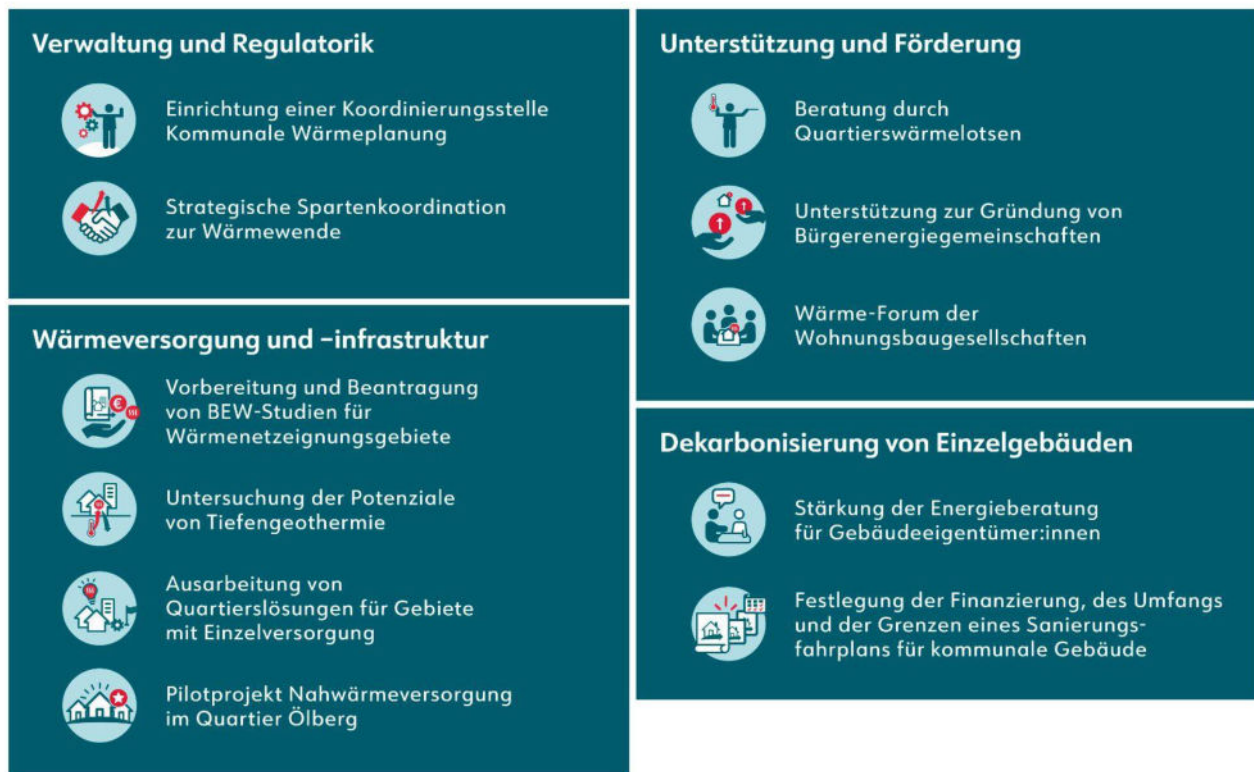 Verwaltung und Regulatorik
Einrichtung einer Koordinierungsstelle
Kommunale Wärmeplanung
Strategische Spartenkoordination
zur Wärmewende
Wärmeversorgung und –infrastruktur
Vorbereitung und Beantragung
von BEW-Studien für
Wärmenetzeignungsgebiete
Untersuchung der Potenziale
von Tiefengeothermie
Ausarbeitung von
Quartierslösungen für Gebiete
mit Einzelversorgung
Pilotprojekt Nahwärmeversorgung
im Quartier Ölberg
Unterstützung und Förderung
Beratung durch
Quartierswärmelotsen
Unterstützung zur Gründung von
Bürgerenergiegemeinschaften
Wärme-Forum der
Wohnungsbaugesellschaften
Dekarbonisierung von Einzelgebäuden
Stärkung der Energieberatung
für Gebäudeeigentümer:innen
Festlegung der Finanzierung, des Umfangs
und der Grenzen eines Sanierungs-
fahrplans für kommunale Gebäude